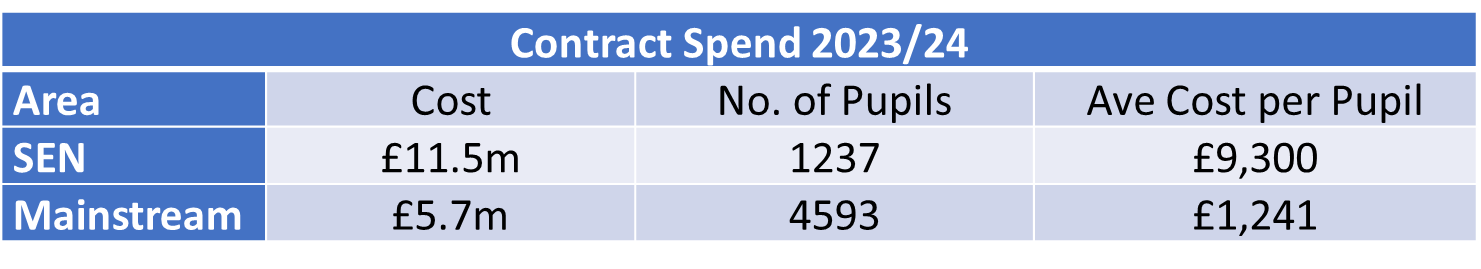 Contract Spend 2023/24
Area Cost No. of Pupils Ave Cost per Pupil
SEN £11.5m 1237 £9,300
Mainstream £5.7m 4593 £1,241